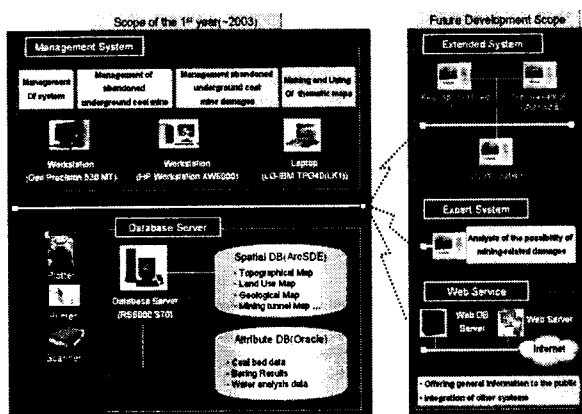 Scope of the 1st year(~2003)
Management System
Management
Of system
Management of
abandoned
underground coal
mine
Management abandoned
underground coal
mine damages
Making and Using
Of thematic maps
Workstation
Workstation
(HP Workstation XW6000)
Laptop
Database Server
Plotter
Printer
Scanner
Database Server
(RS6000 S70)
Spatial DB(ArcSDE)
• Topographical Map
• Land Use Map
• Geological Map
• Mining tunnel Map ...
Attribute DB(Oracle)
• Coal bed data
• Boring Results
• Water analysis data
Future Development Scope
Extended System
Expert System
Analysis of the possibility of
mining-related damages
Web Service
Web DB
Server
Web Server
Internet
• Offering general information to the public
• Integration of other systems